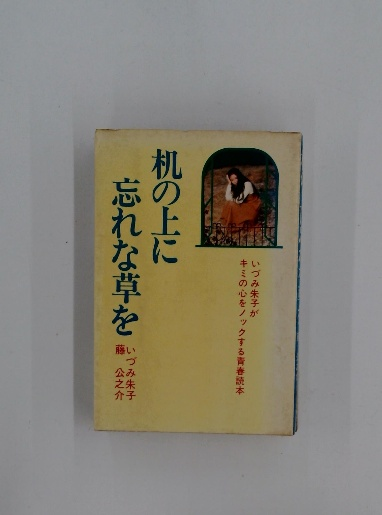 机の上に
忘れな草を
いづみ朱子
藤公之介
いづみ朱子が
キミの心をノックする青春読本